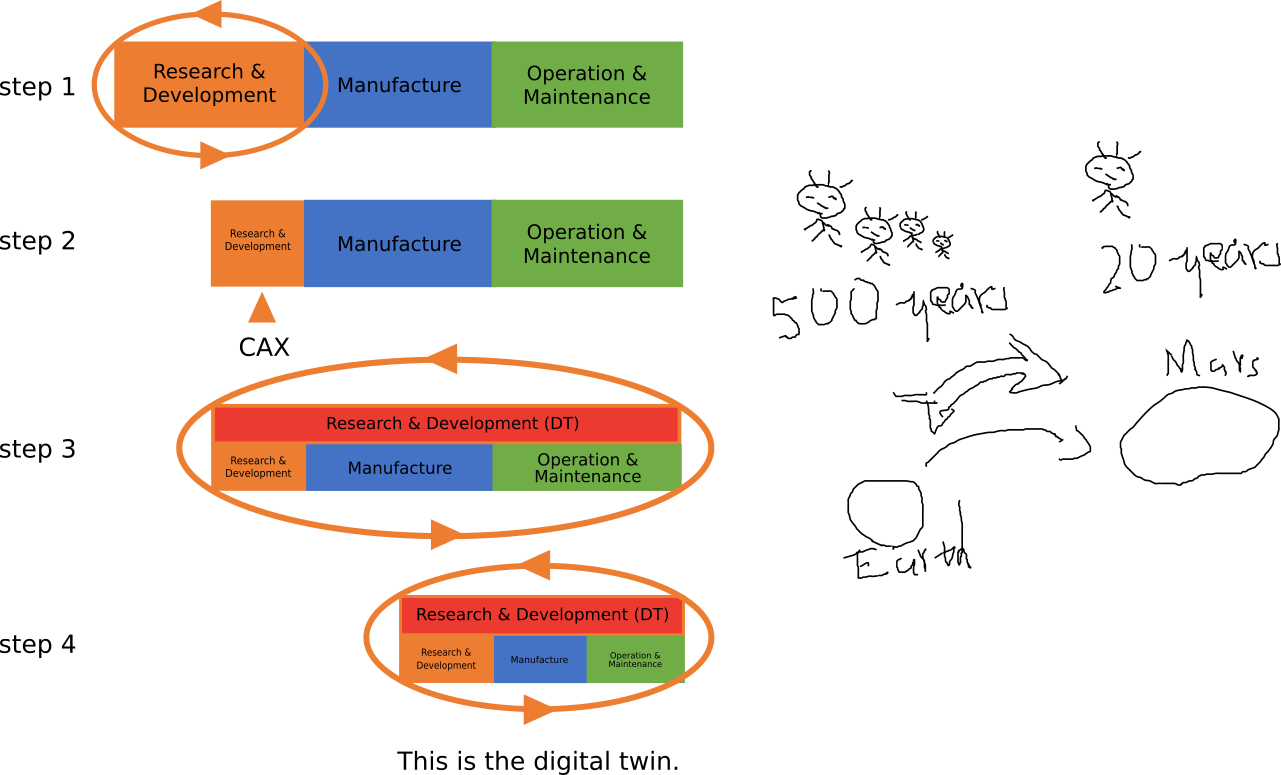 step 1
Research &
Development
Manufacture
Operation &
Maintenance
step 2
Research &
Development
Manufacture
Operation &
Maintenance
CAX
step 3
Research & Development (DT)
Research &
Development
Manufacture
Operation &
Maintenance
step 4
Research & Development (DT)
Research &
Development
Manufacture
Operation &
Maintenance
This is the digital twin.
500 years
20 years
Mars
Earth